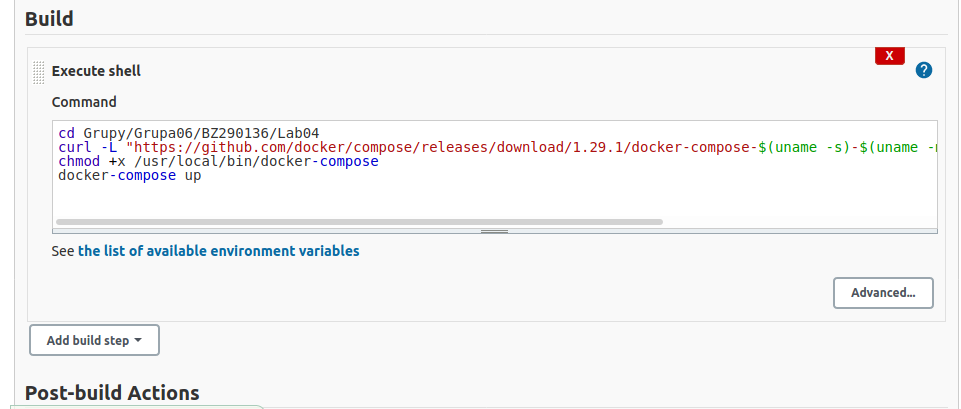 Build
X
Execute shell
?
Command
cd Grupy/Grupa06/BZ290136/Lab04
curl -L "https://github.com/docker/compose/releases/download/1.29.1/docker-compose-$(uname -s)-$(uname -
chmod +x /usr/local/bin/docker-compose
docker-compose up
See the list of available environment variables
Advanced...
Add build step
Post-build Actions